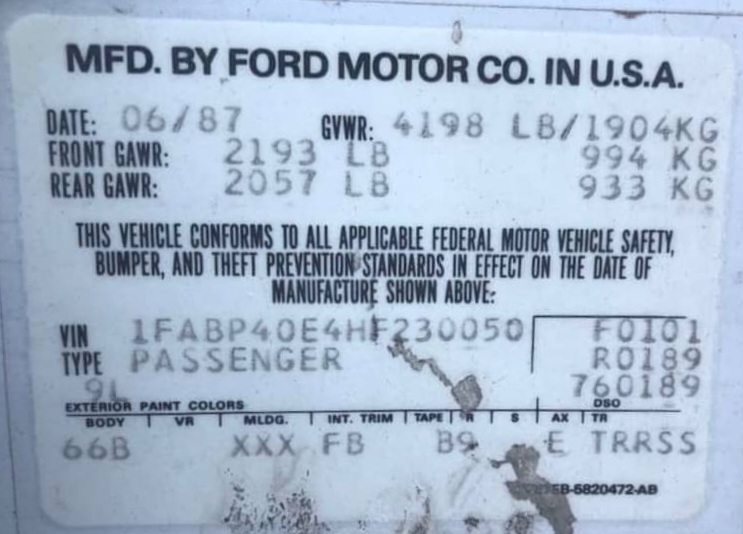 MFD. BY FORD MOTOR CO. IN U.S.A.
DATE: 06/87 GVWR: 4198 LB/1904KG
FRONT GAWR: 2193 LB 994 KG
REAR GAWR: 2057 LB 933 KG
THIS VEHICLE CONFORMS TO ALL APPLICABLE FEDERAL MOTOR VEHICLE SAFETY,
BUMPER, AND THEFT PREVENTION STANDARDS IN EFFECT ON THE DATE OF
MANUFACTURE SHOWN ABOVE:
VIN 1FABP40E4HF230050 F0101
TYPE PASSENGER R0189
9L 760189
EXTERIOR PAINT COLORS DSO
BODY VR MLDG. INT. TRIM TAPE R S AX TR
66B XXX FB B9 E TRRSS